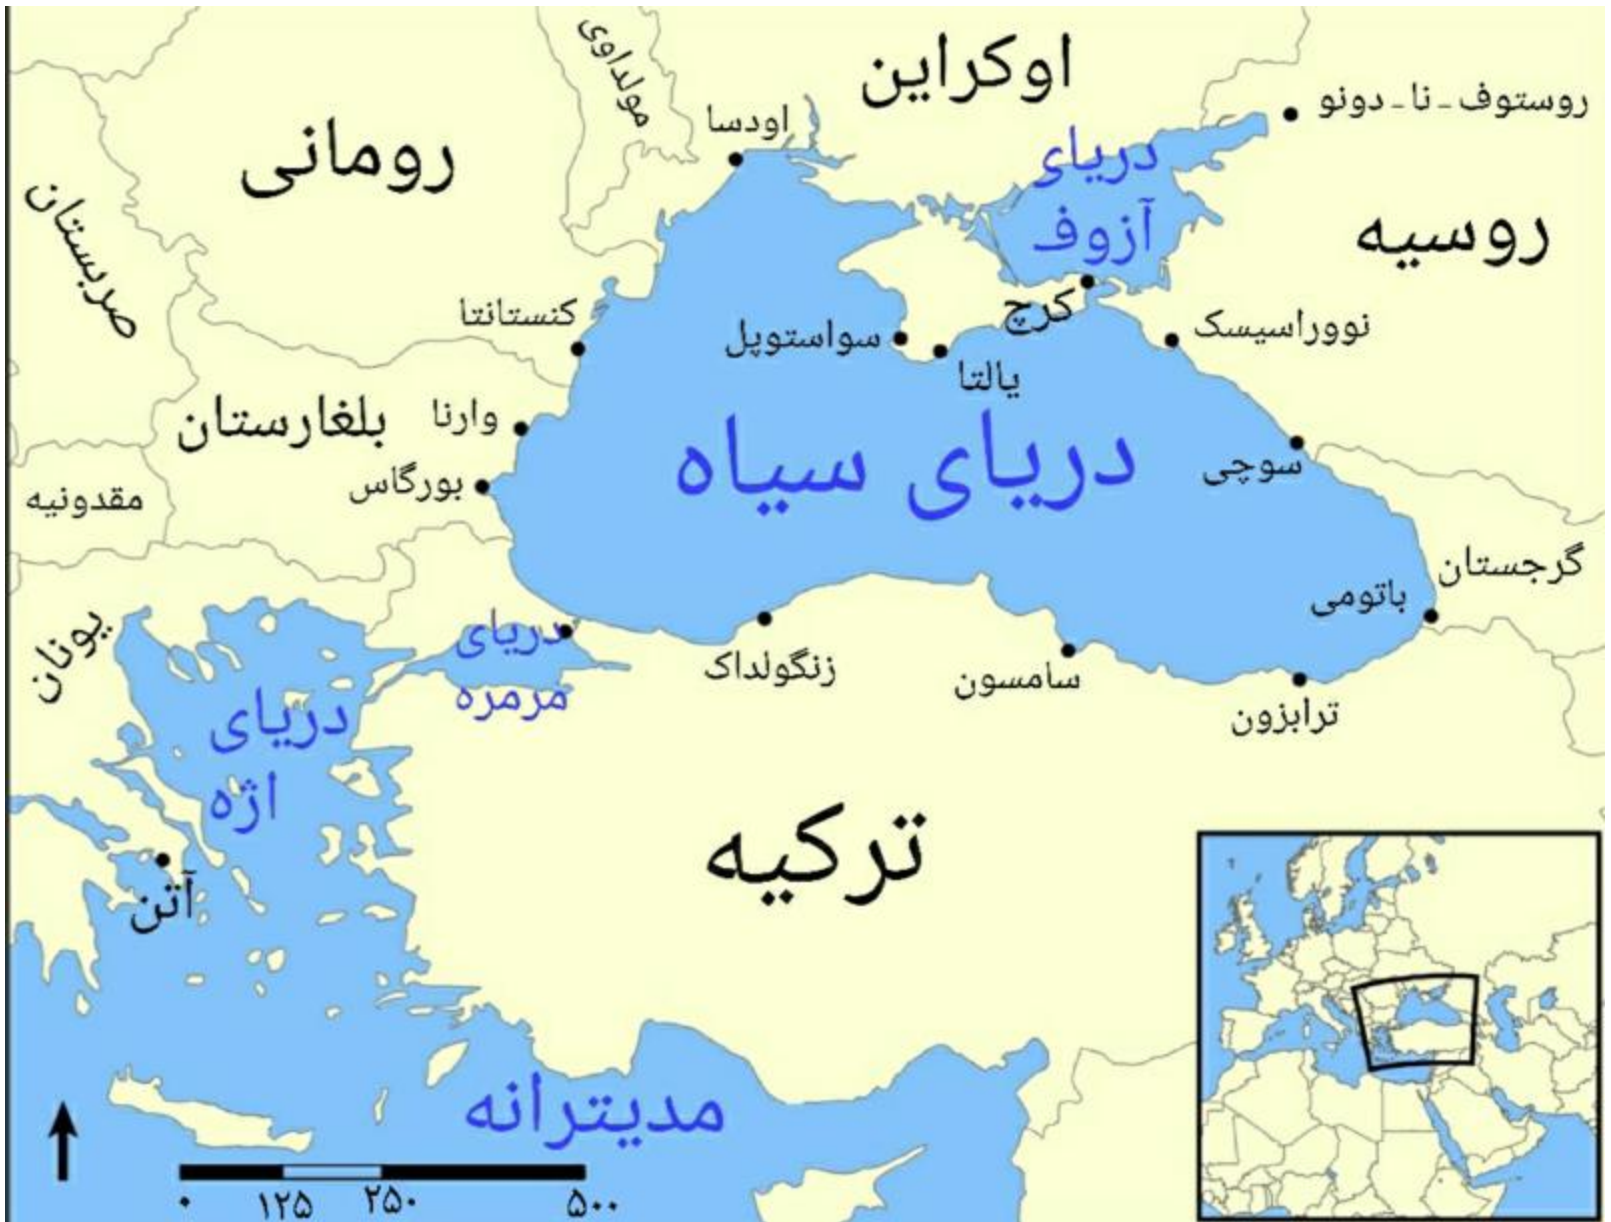 اوکراین
مولداوی
روستوف-نا-دونو
اودسا
رومانی
دریای
آزوف
روسیه
صربستان
کرچ
کنستانتا
نووراسیسک
سواستوپل
یالتا
وارنا
بلغارستان
دریای سیاه
سوچی
بورگاس
مقدونیه
گرجستان
باتومی
یونان
دریای
مرمره
زنگولداک
سامسون
ترابزون
دریای
اژه
ترکیه
آتن
مدیترانه
۰ ۱۲۵ ۲۵۰ ۵۰۰